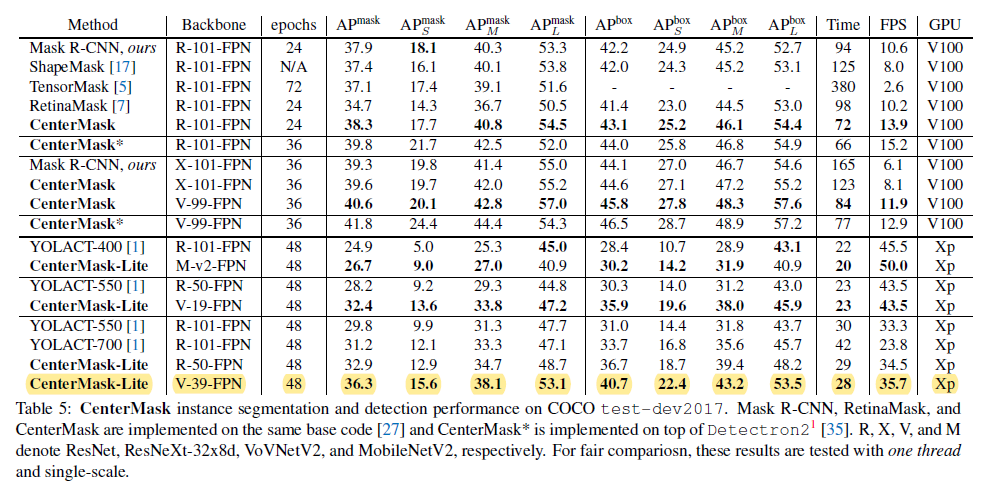 Method Backbone epochs AP^mask AP_S^mask AP_M^mask AP_L^mask AP^box AP_S^box AP_M^box AP_L^box Time FPS GPU
Mask R-CNN, ours R-101-FPN 24 37.9 18.1 40.3 53.3 42.2 24.9 45.2 52.7 94 10.6 V100
ShapeMask [17] R-101-FPN N/A 37.4 16.1 40.1 53.8 42.0 24.3 45.2 53.1 125 8.0 V100
TensorMask [5] R-101-FPN 72 37.1 17.4 39.1 51.6 - - - - 380 2.6 V100
RetinaMask [7] R-101-FPN 24 34.7 14.3 36.7 50.5 41.4 23.0 44.5 53.0 98 10.2 V100
CenterMask R-101-FPN 24 38.3 17.7 40.8 54.5 43.1 25.2 46.1 54.4 72 13.9 V100
CenterMask* R-101-FPN 36 39.8 21.7 42.5 52.0 44.0 25.8 46.8 54.9 66 15.2 V100
Mask R-CNN, ours X-101-FPN 36 39.3 19.8 41.4 55.0 44.1 27.0 46.7 54.6 165 6.1 V100
CenterMask X-101-FPN 36 39.6 19.7 42.0 55.2 44.6 27.1 47.2 55.2 123 8.1 V100
CenterMask V-99-FPN 36 40.6 20.1 42.8 57.0 45.8 27.8 48.3 57.6 84 11.9 V100
CenterMask* V-99-FPN 36 41.8 24.4 44.4 54.3 46.5 28.7 48.9 57.2 77 12.9 V100
YOLACT-400 [1] R-101-FPN 48 24.9 5.0 25.3 45.0 28.4 10.7 28.9 43.1 22 45.5 Xp
CenterMask-Lite M-v2-FPN 48 26.7 9.0 27.0 40.9 30.2 14.2 31.9 40.9 20 50.0 Xp
YOLACT-550 [1] R-50-FPN 48 28.2 9.2 29.3 44.8 30.3 14.0 31.2 43.0 23 43.5 Xp
CenterMask-Lite V-19-FPN 48 32.4 13.6 33.8 47.2 35.9 19.6 38.0 45.9 23 43.5 Xp
YOLACT-550 [1] R-101-FPN 48 29.8 9.9 31.3 47.7 31.0 14.4 31.8 43.7 30 33.3 Xp
YOLACT-700 [1] R-101-FPN 48 31.2 12.1 33.3 47.1 33.7 16.8 35.6 45.7 42 23.8 Xp
CenterMask-Lite R-50-FPN 48 32.9 12.9 34.7 48.7 36.7 18.7 39.4 48.2 29 34.5 Xp
CenterMask-Lite V-39-FPN 48 36.3 15.6 38.1 53.1 40.7 22.4 43.2 53.5 28 35.7 Xp
Table 5: CenterMask instance segmentation and detection performance on COCO test-dev2017. Mask R-CNN, RetinaMask, and
CenterMask are implemented on the same base code [27] and CenterMask* is implemented on top of Detectron2¹ [35]. R, X, V, and M
denote ResNet, ResNeXt-32x8d, VoVNetV2, and MobileNetV2, respectively. For fair compariosn, these results are tested with one thread
and single-scale.